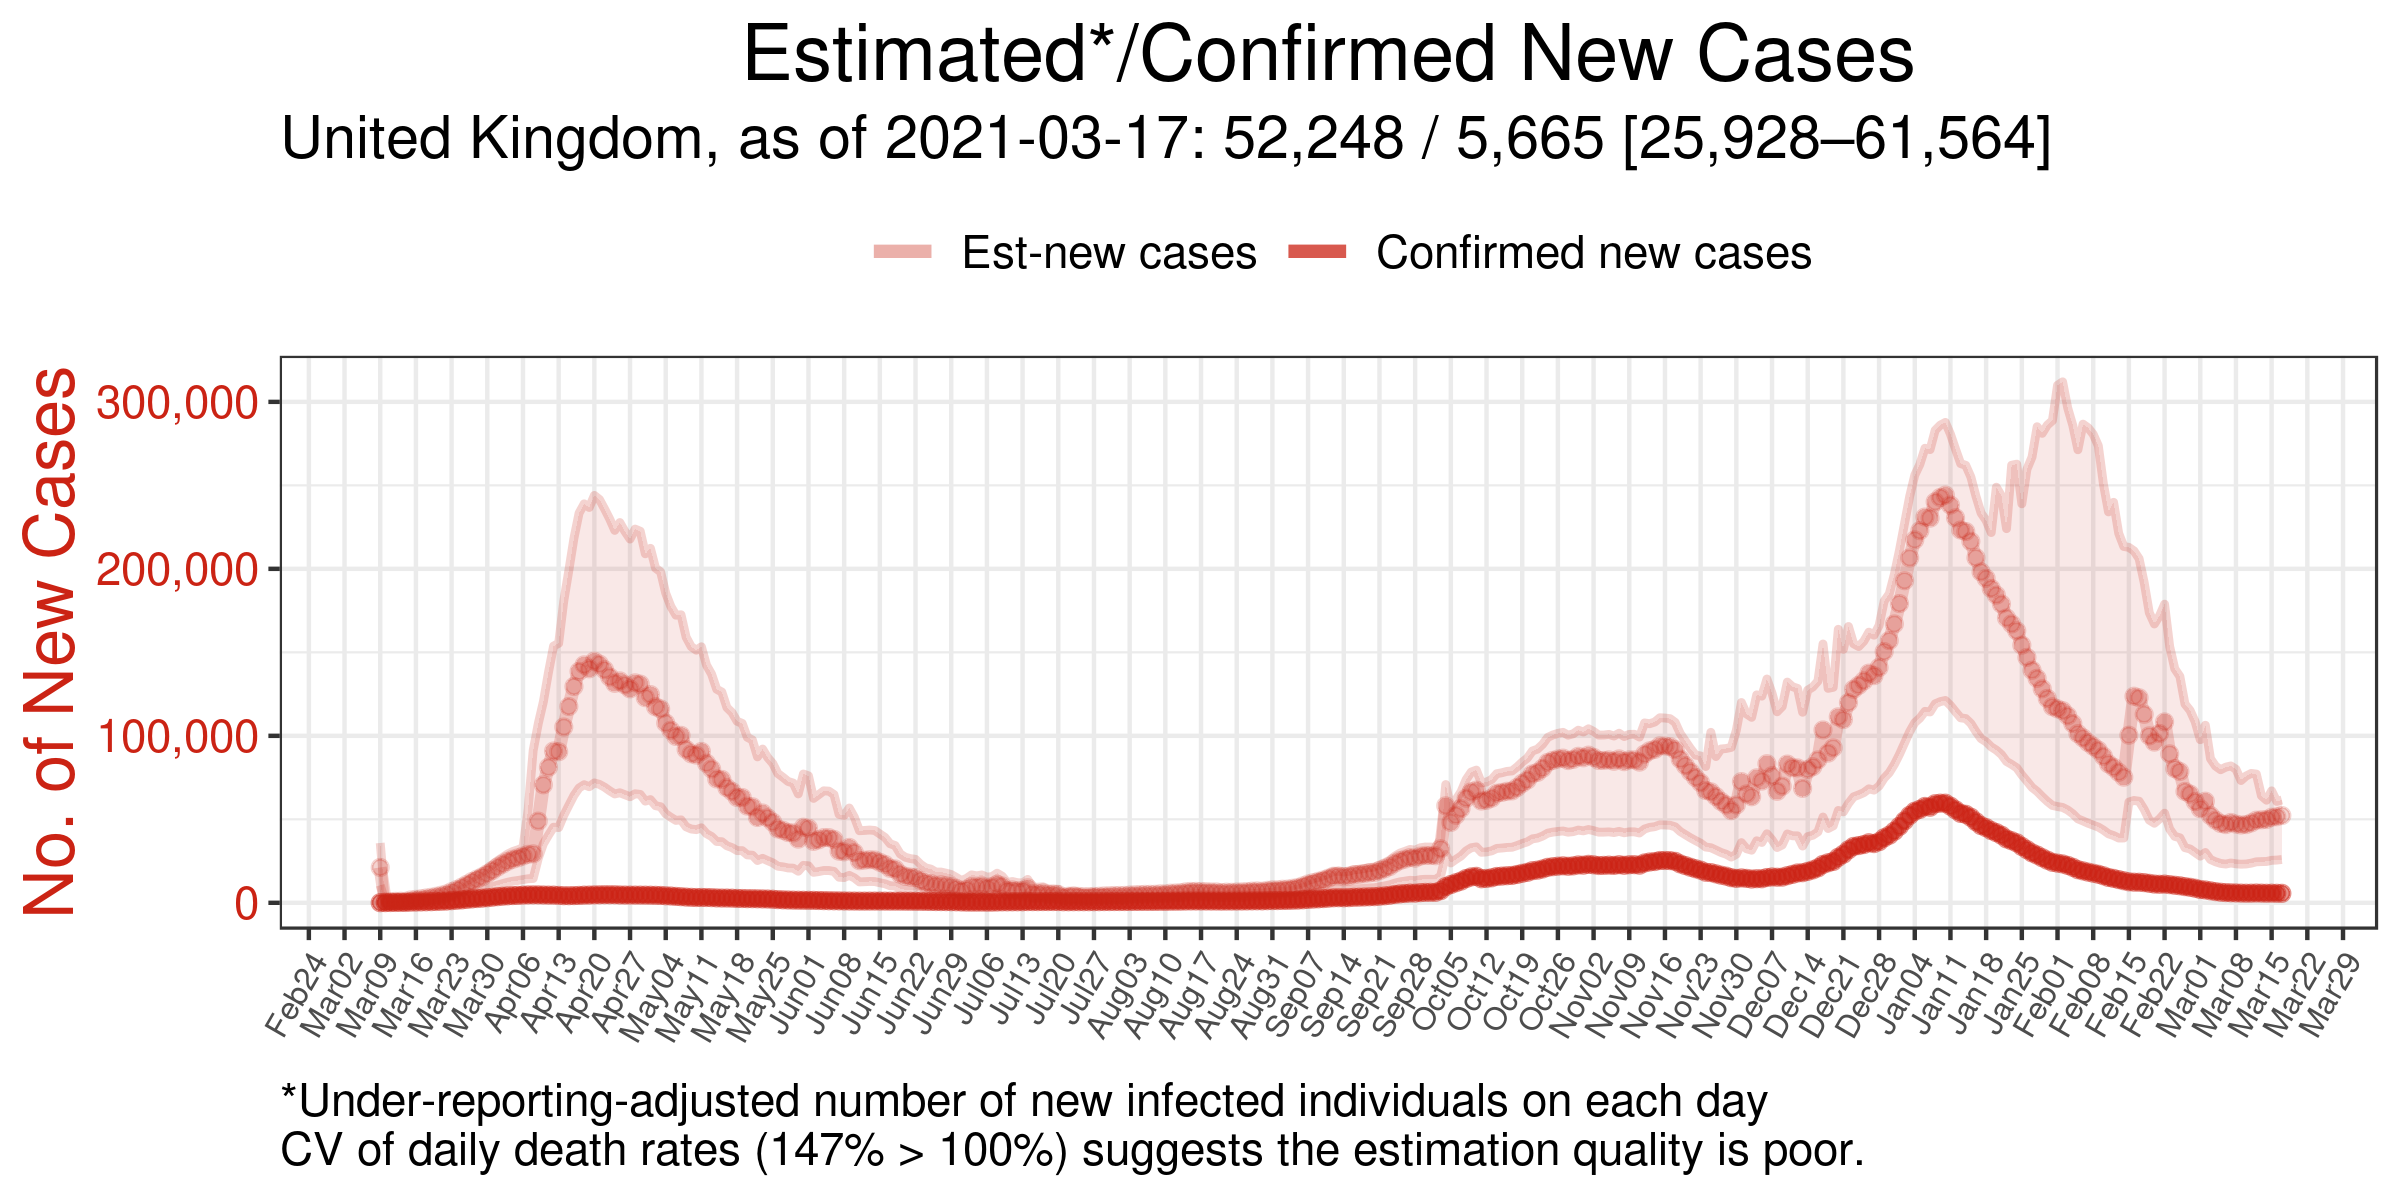 Estimated*/Confirmed New Cases
United Kingdom, as of 2021-03-17: 52,248 / 5,665 [25,928–61,564]
Est-new cases
Confirmed new cases
No. of New Cases
300,000
200,000
100,000
0
Feb24
Mar02
Mar09
Mar16
Mar23
Mar30
Apr06
Apr13
Apr20
Apr27
May04
May11
May18
May25
Jun01
Jun08
Jun15
Jun22
Jun29
Jul06
Jul13
Jul20
Jul27
Aug03
Aug10
Aug17
Aug24
Aug31
Sep07
Sep14
Sep21
Sep28
Oct05
Oct12
Oct19
Oct26
Nov02
Nov09
Nov16
Nov23
Nov30
Dec07
Dec14
Dec21
Dec28
Jan04
Jan11
Jan18
Jan25
Feb01
Feb08
Feb15
Feb22
Mar01
Mar08
Mar15
Mar22
Mar29
*Under-reporting-adjusted number of new infected individuals on each day
CV of daily death rates (147% > 100%) suggests the estimation quality is poor.